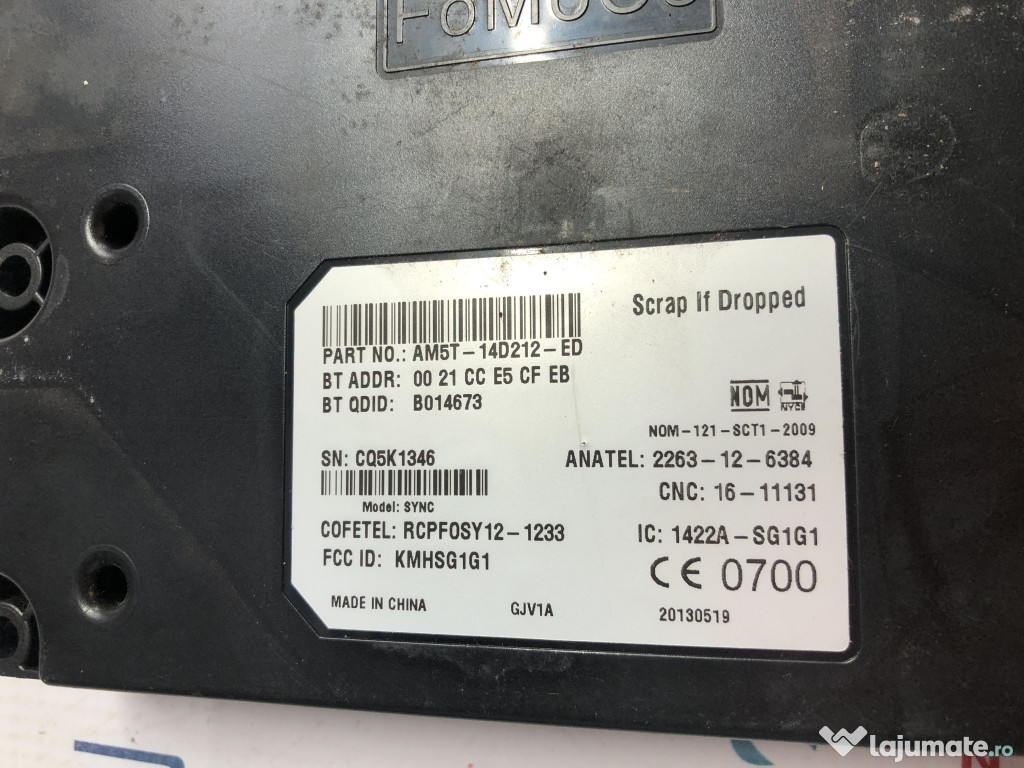 FoMoCo
Scrap If Dropped
PART NO.: AM5T-14D212-ED
BT ADDR: 00 21 CC E5 CF EB
BT QDID: B014673
NOM
NYCE
NOM-121-SCT1-2009
SN: CQ5K1346
ANATEL: 2263-12-6384
CNC: 16-11131
Model: SYNC
COFETEL: RCPFOSY12-1233
IC: 1422A-SG1G1
FCC ID: KMHSG1G1
CE 0700
MADE IN CHINA
GJV1A
20130519
lajumate.ro